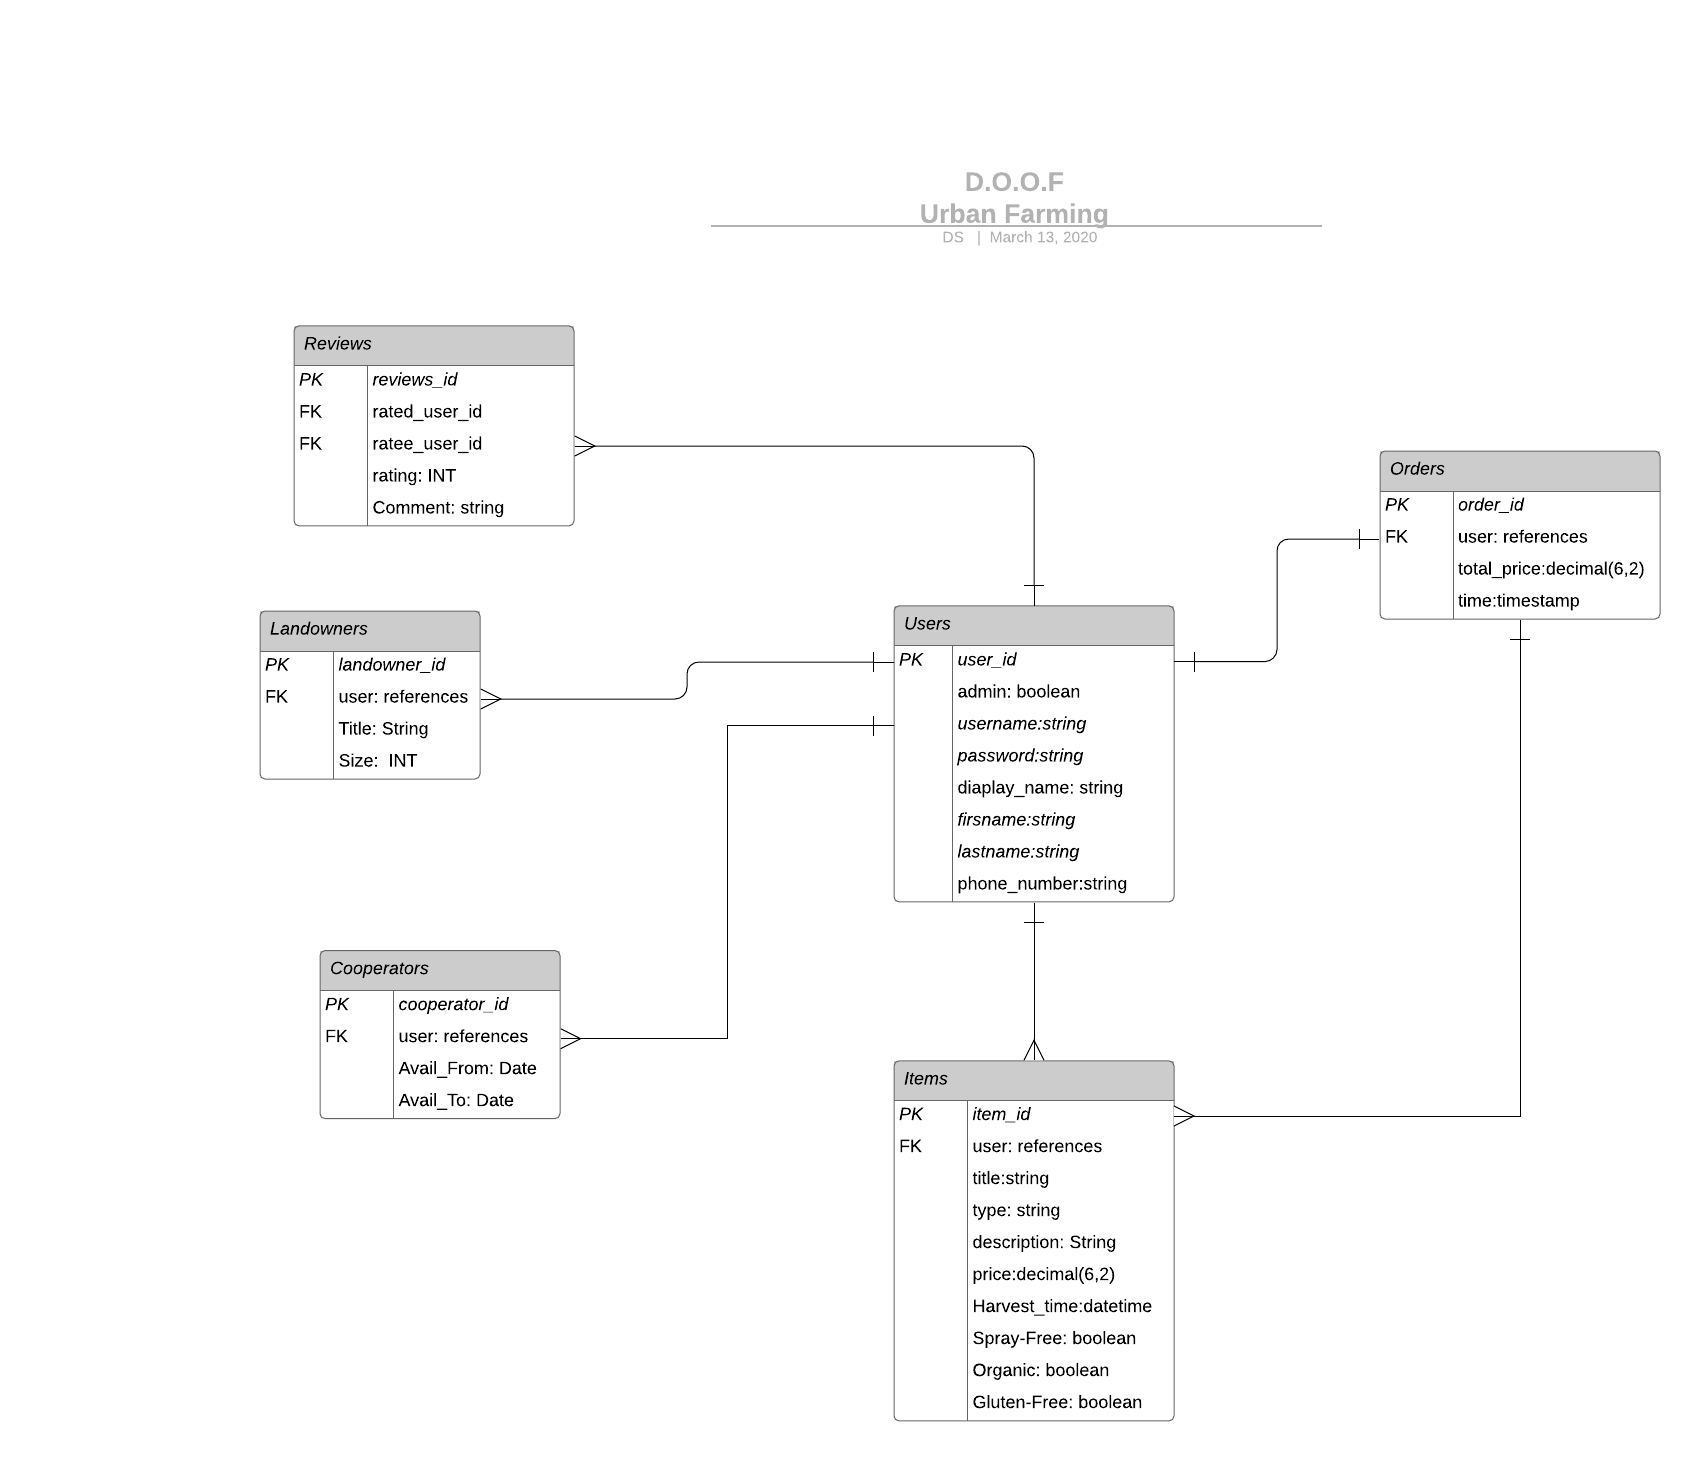 D.O.O.F
Urban Farming
DS | March 13, 2020
Reviews
PK reviews_id
FK rated_user_id
FK ratee_user_id
rating: INT
Comment: string
Orders
PK order_id
FK user: references
total_price:decimal(6,2)
time:timestamp
Landowners
PK landowner_id
FK user: references
Title: String
Size: INT
Users
PK user_id
admin: boolean
username:string
password:string
diaplay_name: string
firsname:string
lastname:string
phone_number:string
Cooperators
PK cooperator_id
FK user: references
Avail_From: Date
Avail_To: Date
Items
PK item_id
FK user: references
title:string
type: string
description: String
price:decimal(6,2)
Harvest_time:datetime
Spray-Free: boolean
Organic: boolean
Gluten-Free: boolean